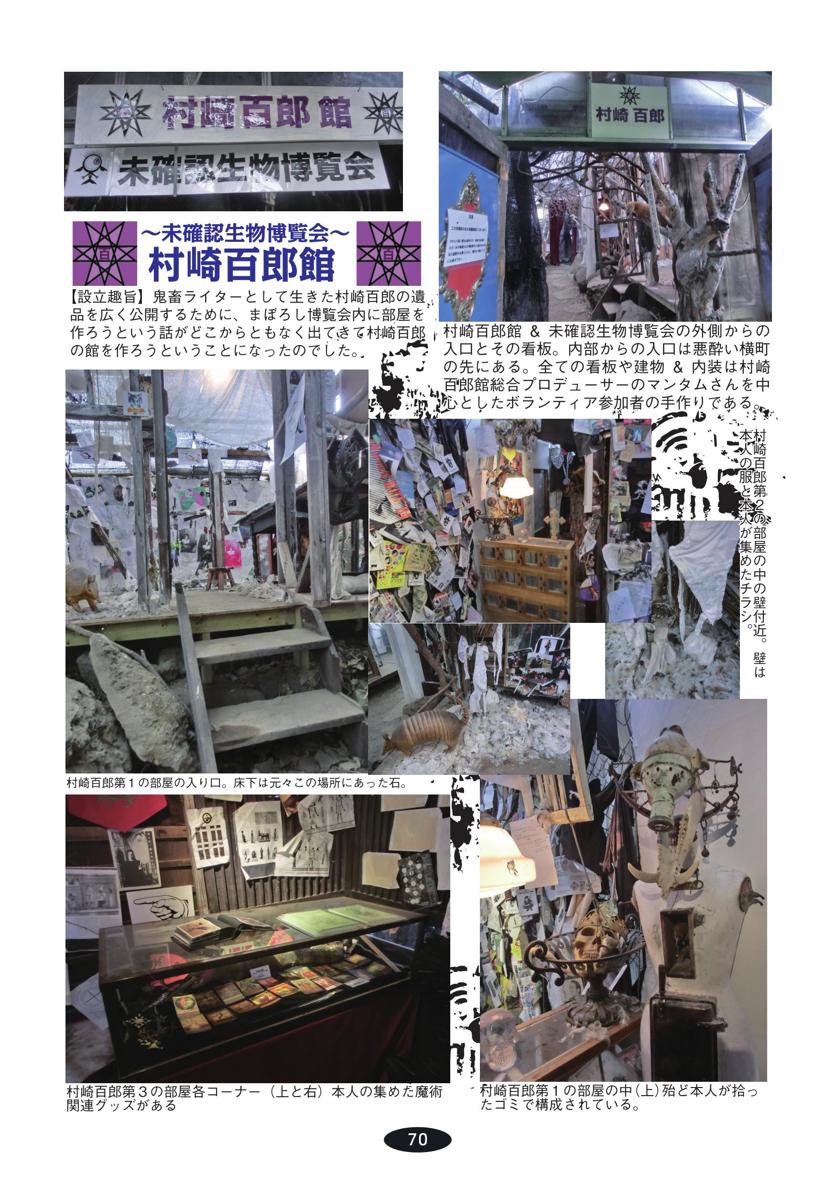 村崎百郎館
未確認生物博覧会
村崎 百郎
百
百
～未確認生物博覧会～
村崎百郎館
【設立趣旨】鬼畜ライターとして生きた村崎百郎の遺
品を広く公開するために、まぼろし博覧会内に部屋を
作ろうという話がどこからともなく出てきて村崎百郎
の館を作ろうということになったのでした。
村崎百郎館 & 未確認生物博覧会の外側からの
入口とその看板。内部からの入口は悪酔い横町
の先にある。全ての看板や建物 & 内装は村崎
百郎館総合プロデューサーのマンタムさんを中
心としたボランティア参加者の手作りである。
村崎百郎第2の部屋の中の壁付近。壁は
本人の服と本人が集めたチラシ。
村崎百郎第1の部屋の入り口。床下は元々この場所にあった石。
村崎百郎第3の部屋各コーナー（上と右）本人の集めた魔術
関連グッズがある
村崎百郎第1の部屋の中(上)殆ど本人が拾っ
たゴミで構成されている。
70